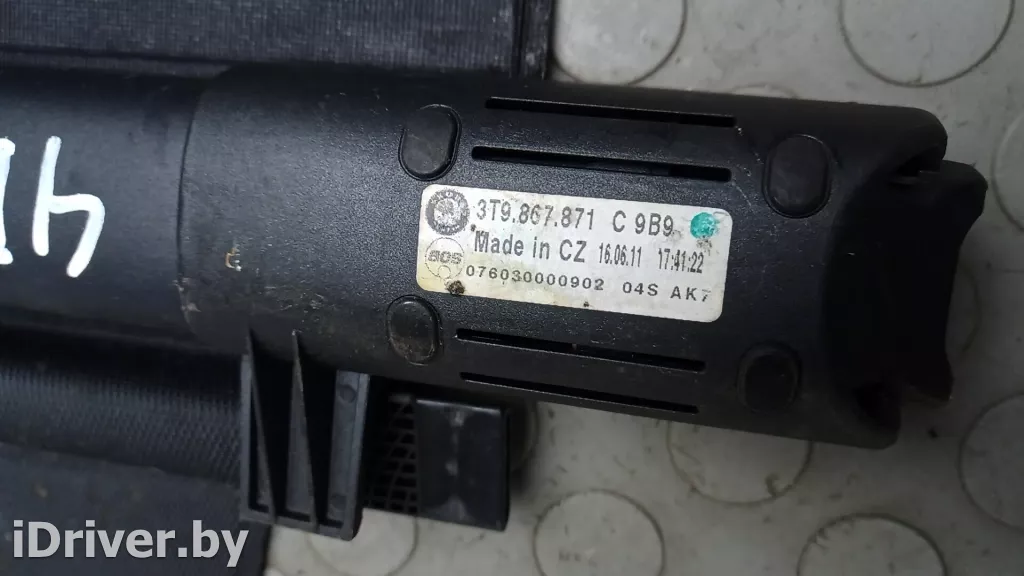 3T9.867.871 C 9B9
BOS
Made in CZ 16.06.11 17:41:22
076030000902 04S AK7
iDriver.by